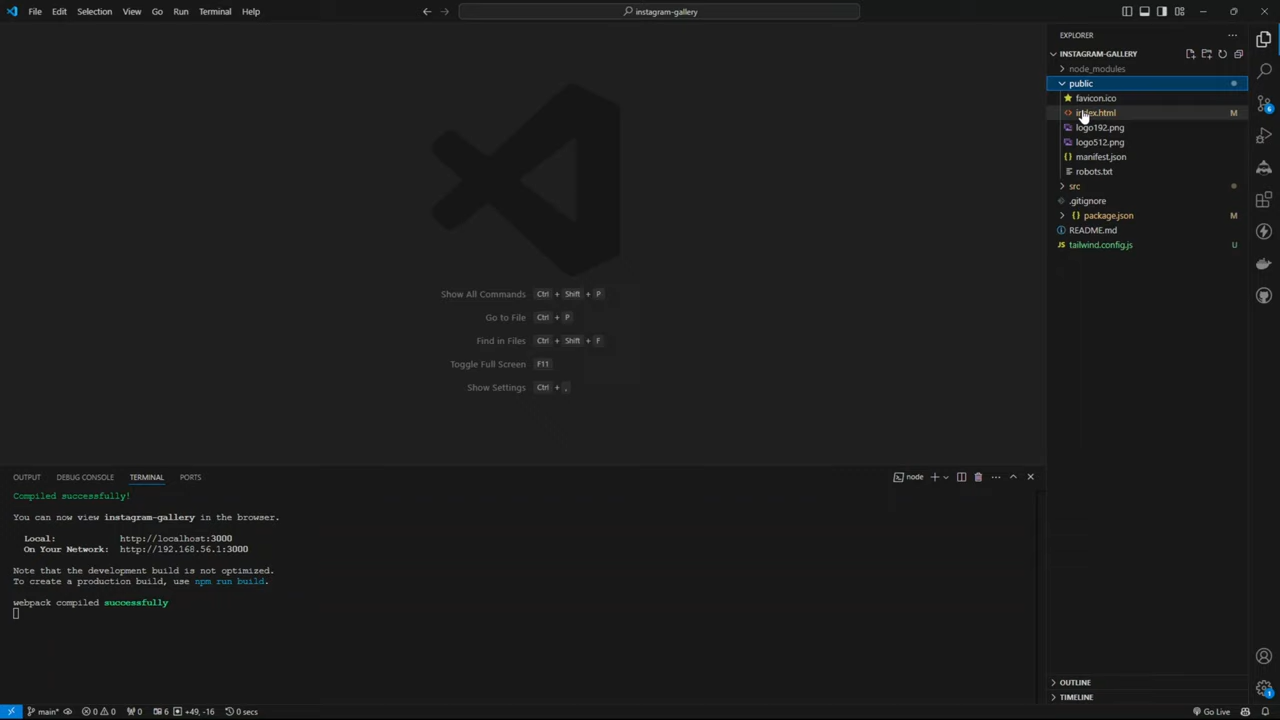 File Edit Selection View Go Run Terminal Help
instagram-gallery
EXPLORER
INSTAGRAM-GALLERY
node_modules
public
favicon.ico
index.html M
logo192.png
logo512.png
manifest.json
robots.txt
src
.gitignore
package.json M
README.md
tailwind.config.js U
Show All Commands Ctrl + Shift + P
Go to File Ctrl + P
Find in Files Ctrl + Shift + F
Toggle Full Screen F11
Show Settings Ctrl + ,
OUTPUT DEBUG CONSOLE TERMINAL PORTS
node
Compiled successfully!
You can now view instagram-gallery in the browser.
Local: http://localhost:3000
On Your Network: http://192.168.56.1:3000
Note that the development build is not optimized.
To create a production build, use npm run build.
webpack compiled successfully
OUTLINE
TIMELINE
main* 0 0 0 6 +49, -16 0 secs
Go Live
6
1